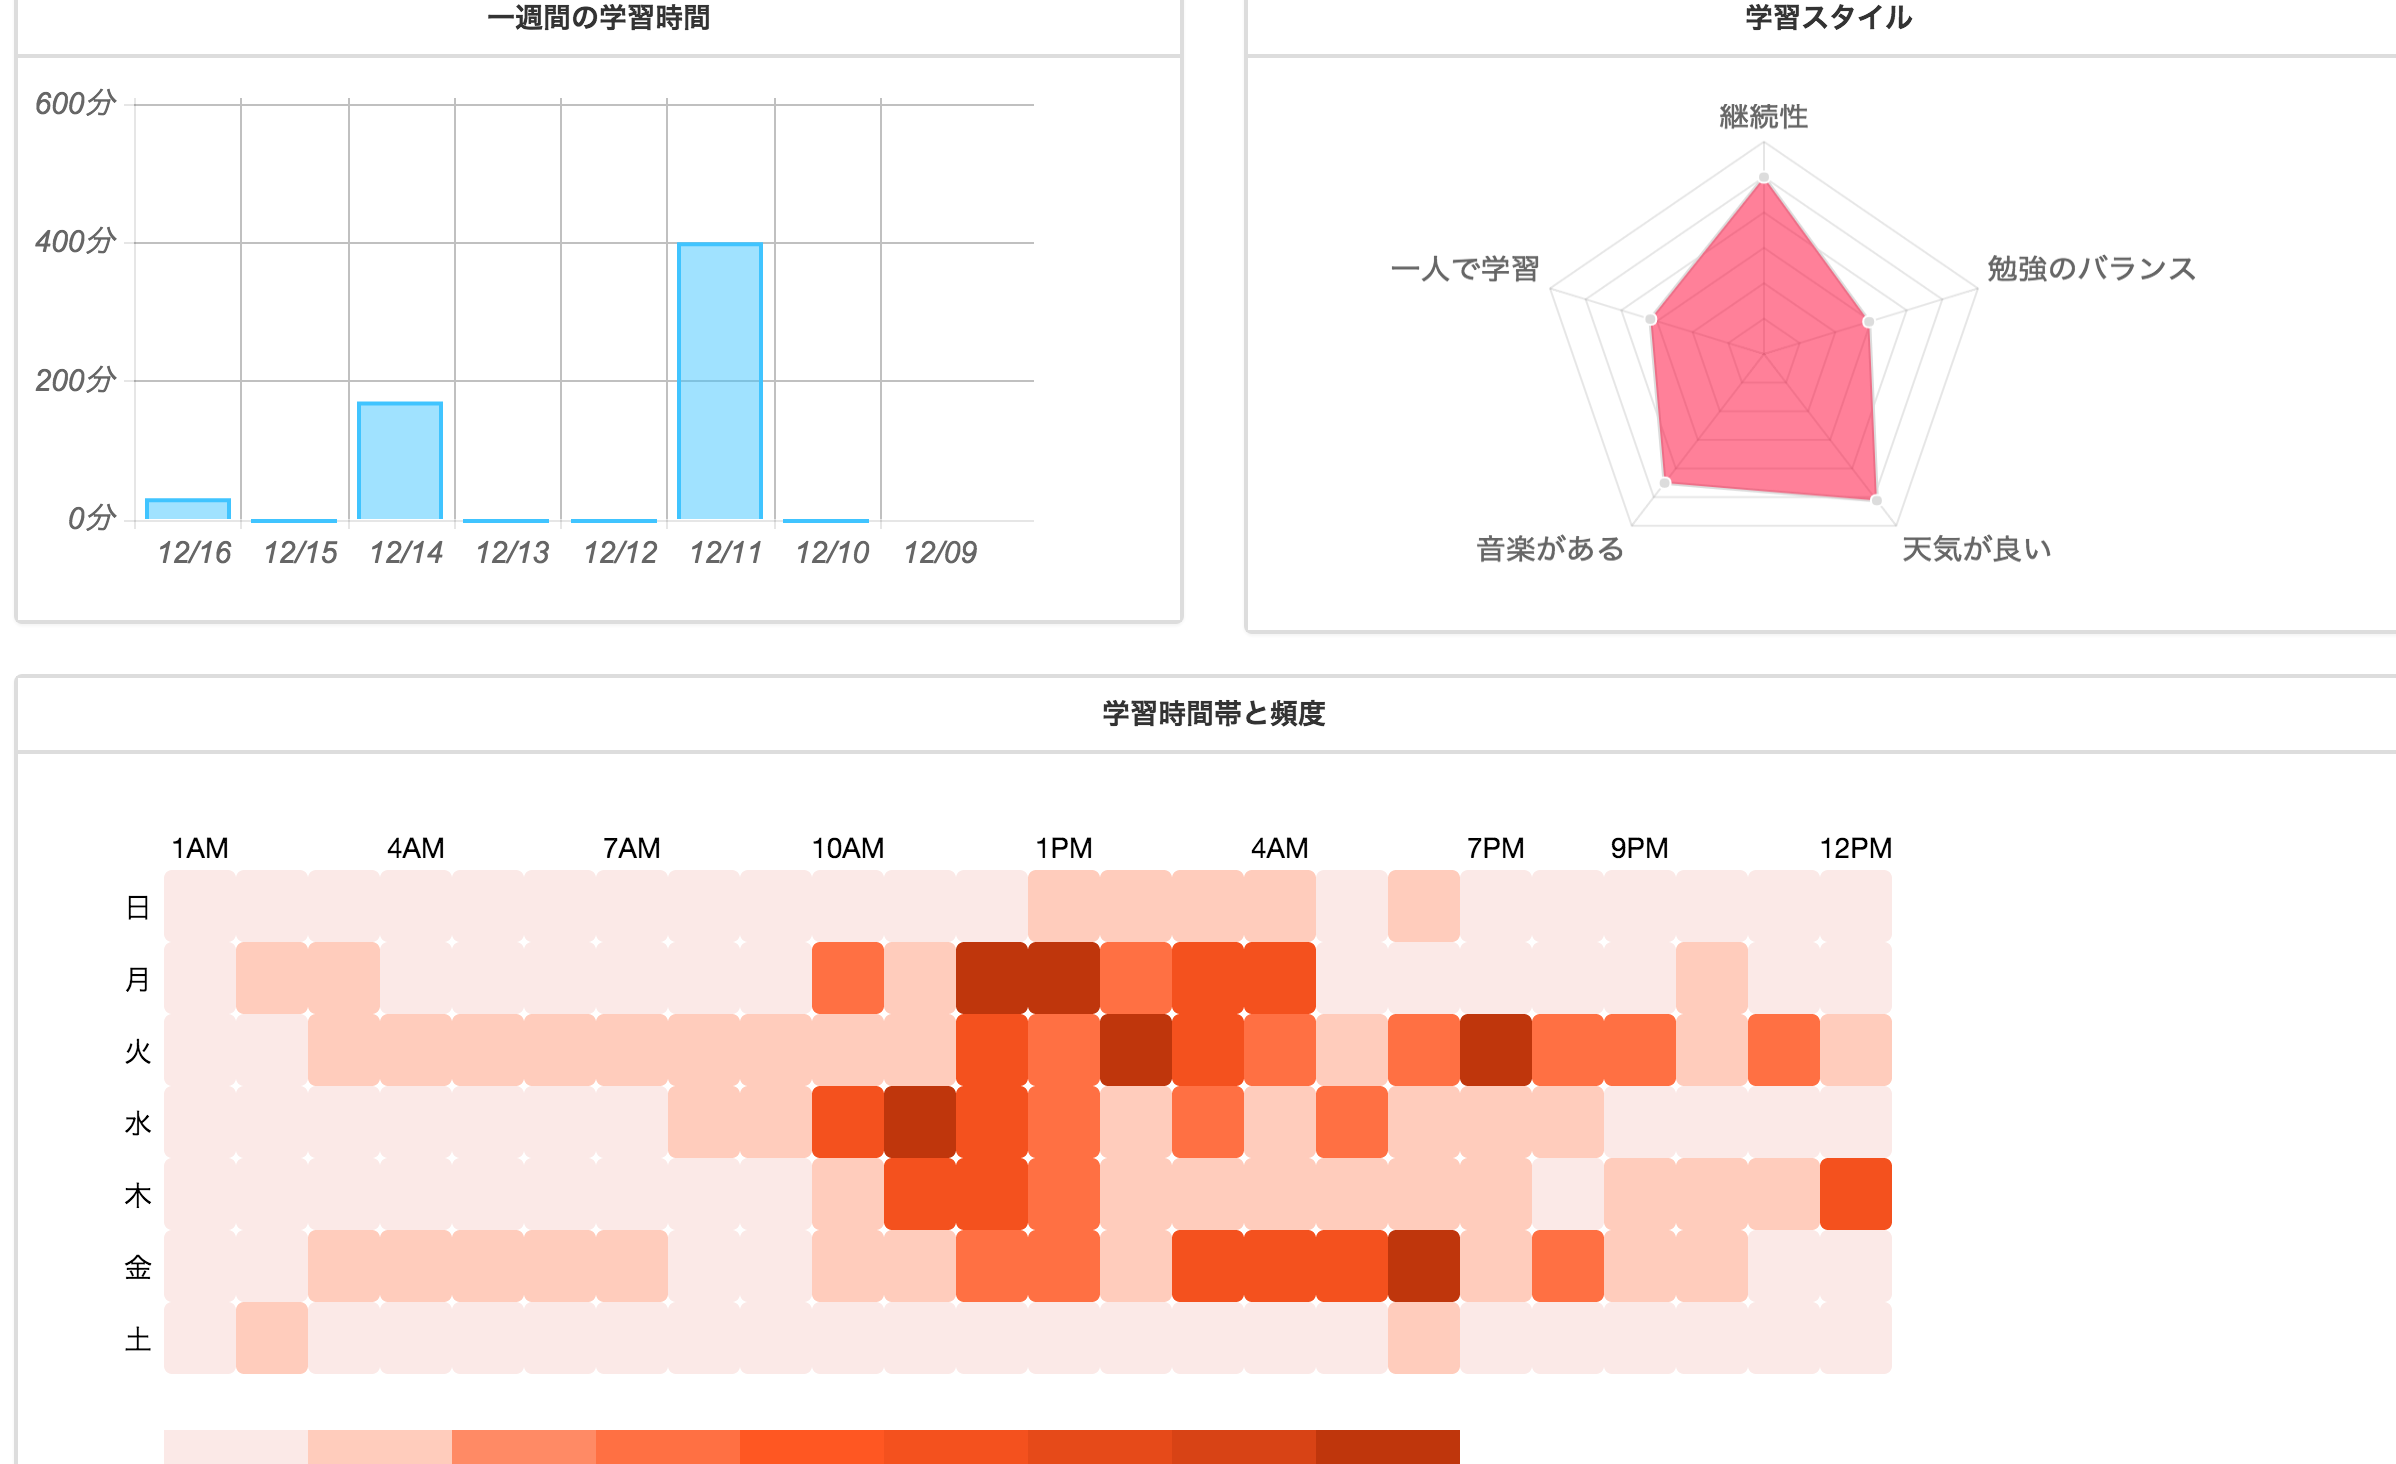 一週間の学習時間
600分
400分
200分
0分
12/16 12/15 12/14 12/13 12/12 12/11 12/10 12/09
学習スタイル
継続性
一人で学習 勉強のバランス
音楽がある 天気が良い
学習時間帯と頻度
1AM 4AM 7AM 10AM 1PM 4AM 7PM 9PM 12PM
日
月
火
水
木
金
土